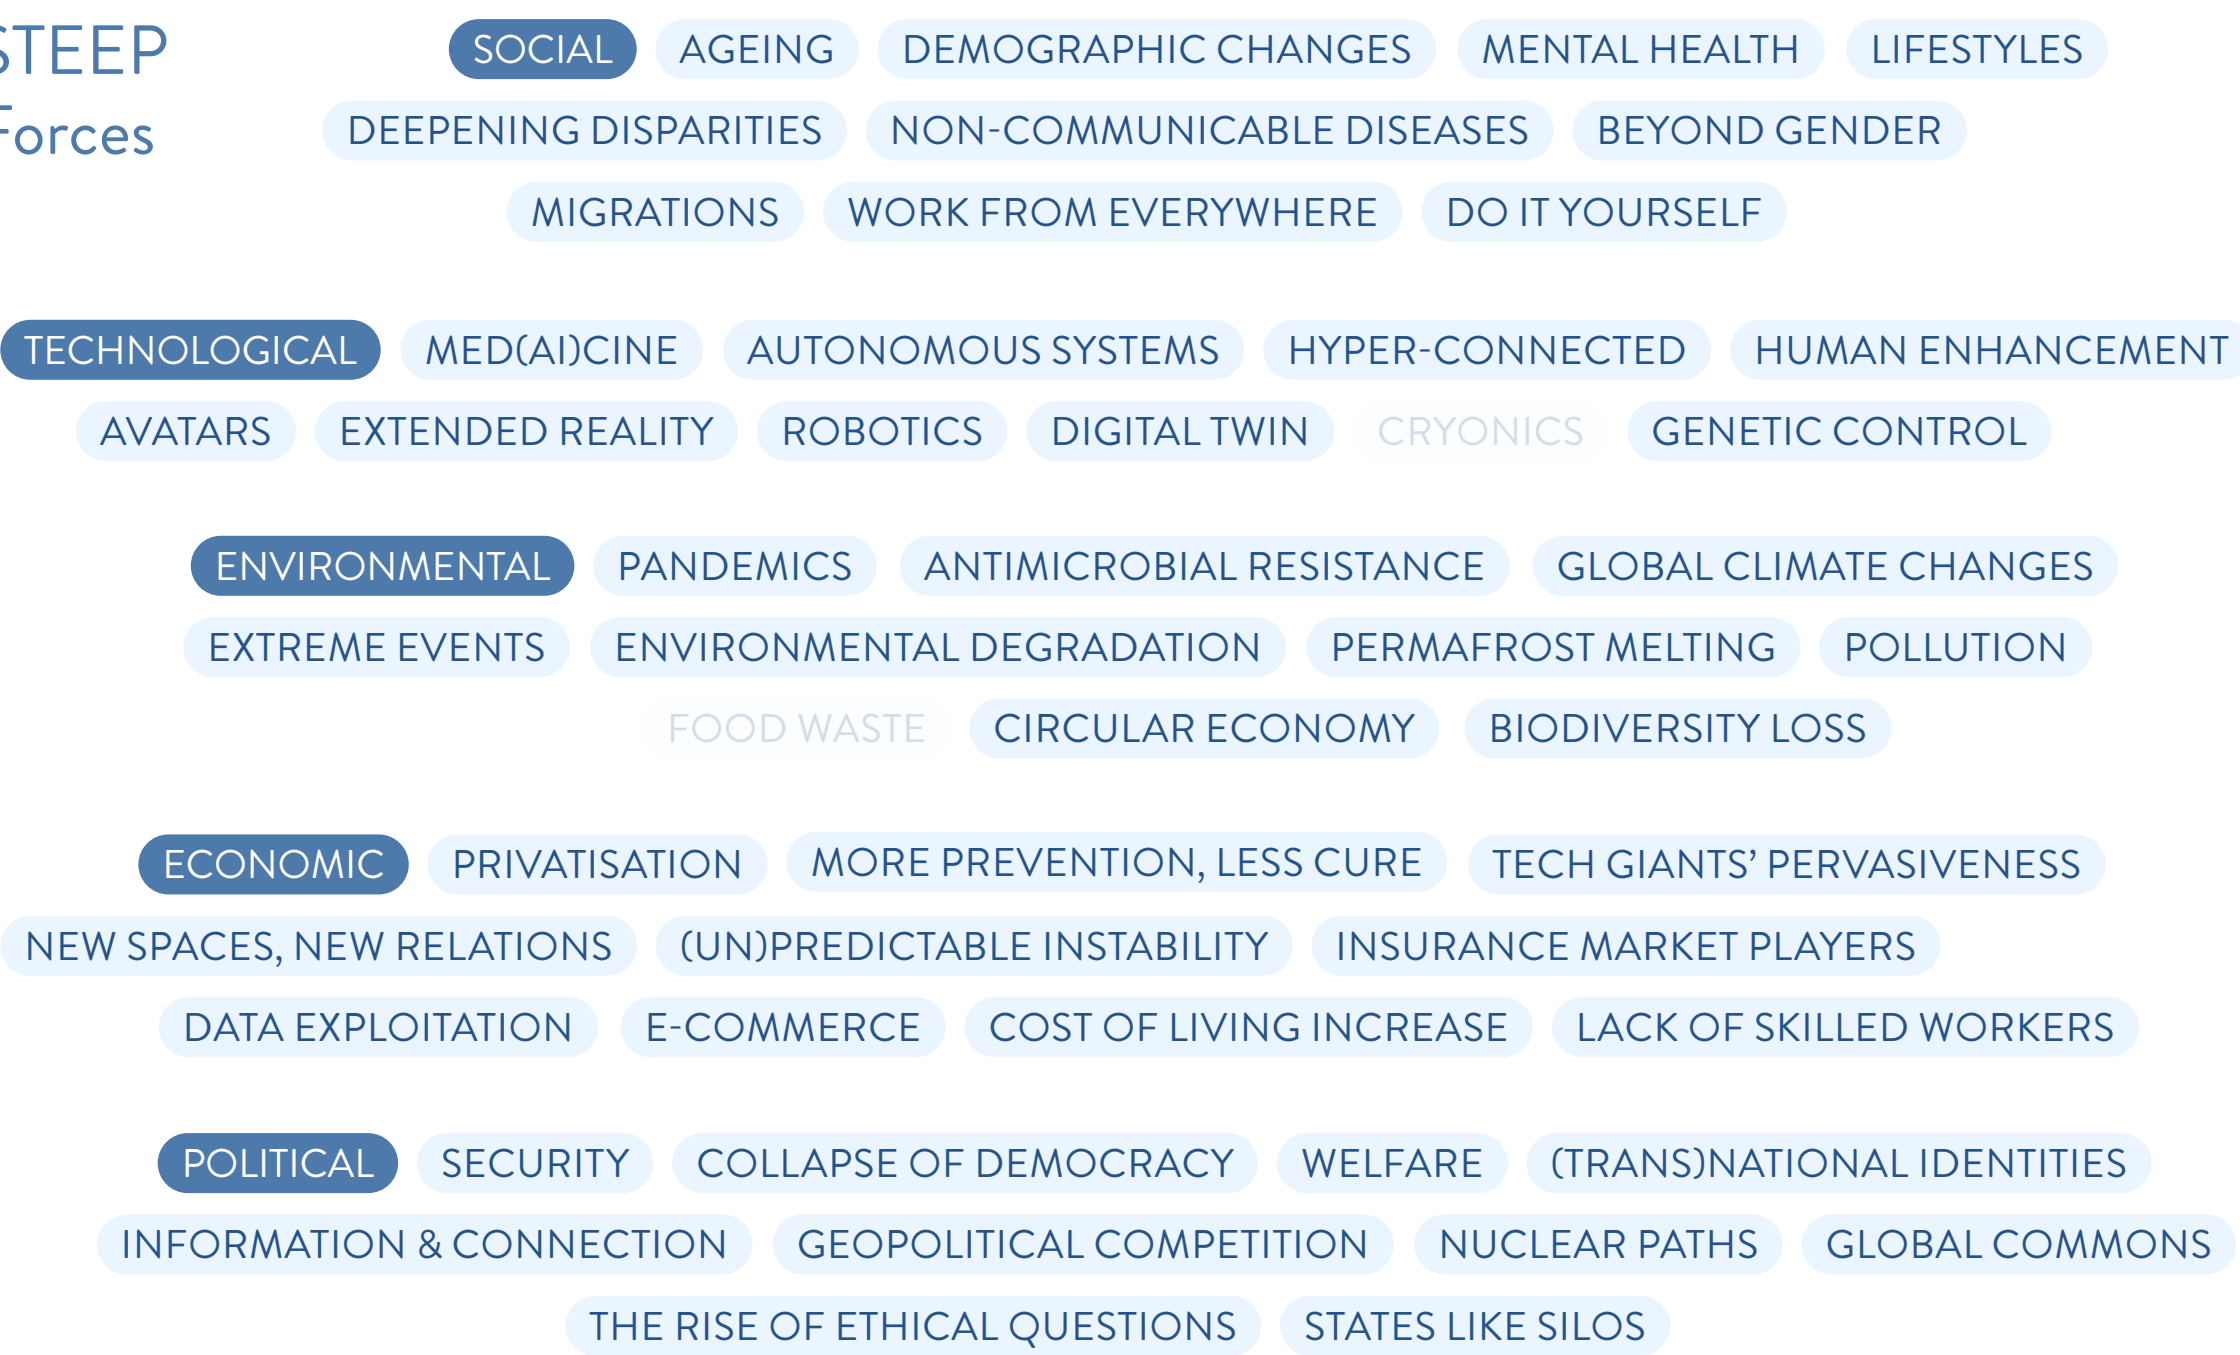 STEEP
Forces
SOCIAL AGEING DEMOGRAPHIC CHANGES MENTAL HEALTH LIFESTYLES
DEEPENING DISPARITIES NON-COMMUNICABLE DISEASES BEYOND GENDER
MIGRATIONS WORK FROM EVERYWHERE DO IT YOURSELF
TECHNOLOGICAL MED(AI)CINE AUTONOMOUS SYSTEMS HYPER-CONNECTED HUMAN ENHANCEMENT
AVATARS EXTENDED REALITY ROBOTICS DIGITAL TWIN CRYONICS GENETIC CONTROL
ENVIRONMENTAL PANDEMICS ANTIMICROBIAL RESISTANCE GLOBAL CLIMATE CHANGES
EXTREME EVENTS ENVIRONMENTAL DEGRADATION PERMAFROST MELTING POLLUTION
FOOD WASTE CIRCULAR ECONOMY BIODIVERSITY LOSS
ECONOMIC PRIVATISATION MORE PREVENTION, LESS CURE TECH GIANTS’ PERVASIVENESS
NEW SPACES, NEW RELATIONS (UN)PREDICTABLE INSTABILITY INSURANCE MARKET PLAYERS
DATA EXPLOITATION E-COMMERCE COST OF LIVING INCREASE LACK OF SKILLED WORKERS
POLITICAL SECURITY COLLAPSE OF DEMOCRACY WELFARE (TRANS)NATIONAL IDENTITIES
INFORMATION & CONNECTION GEOPOLITICAL COMPETITION NUCLEAR PATHS GLOBAL COMMONS
THE RISE OF ETHICAL QUESTIONS STATES LIKE SILOS